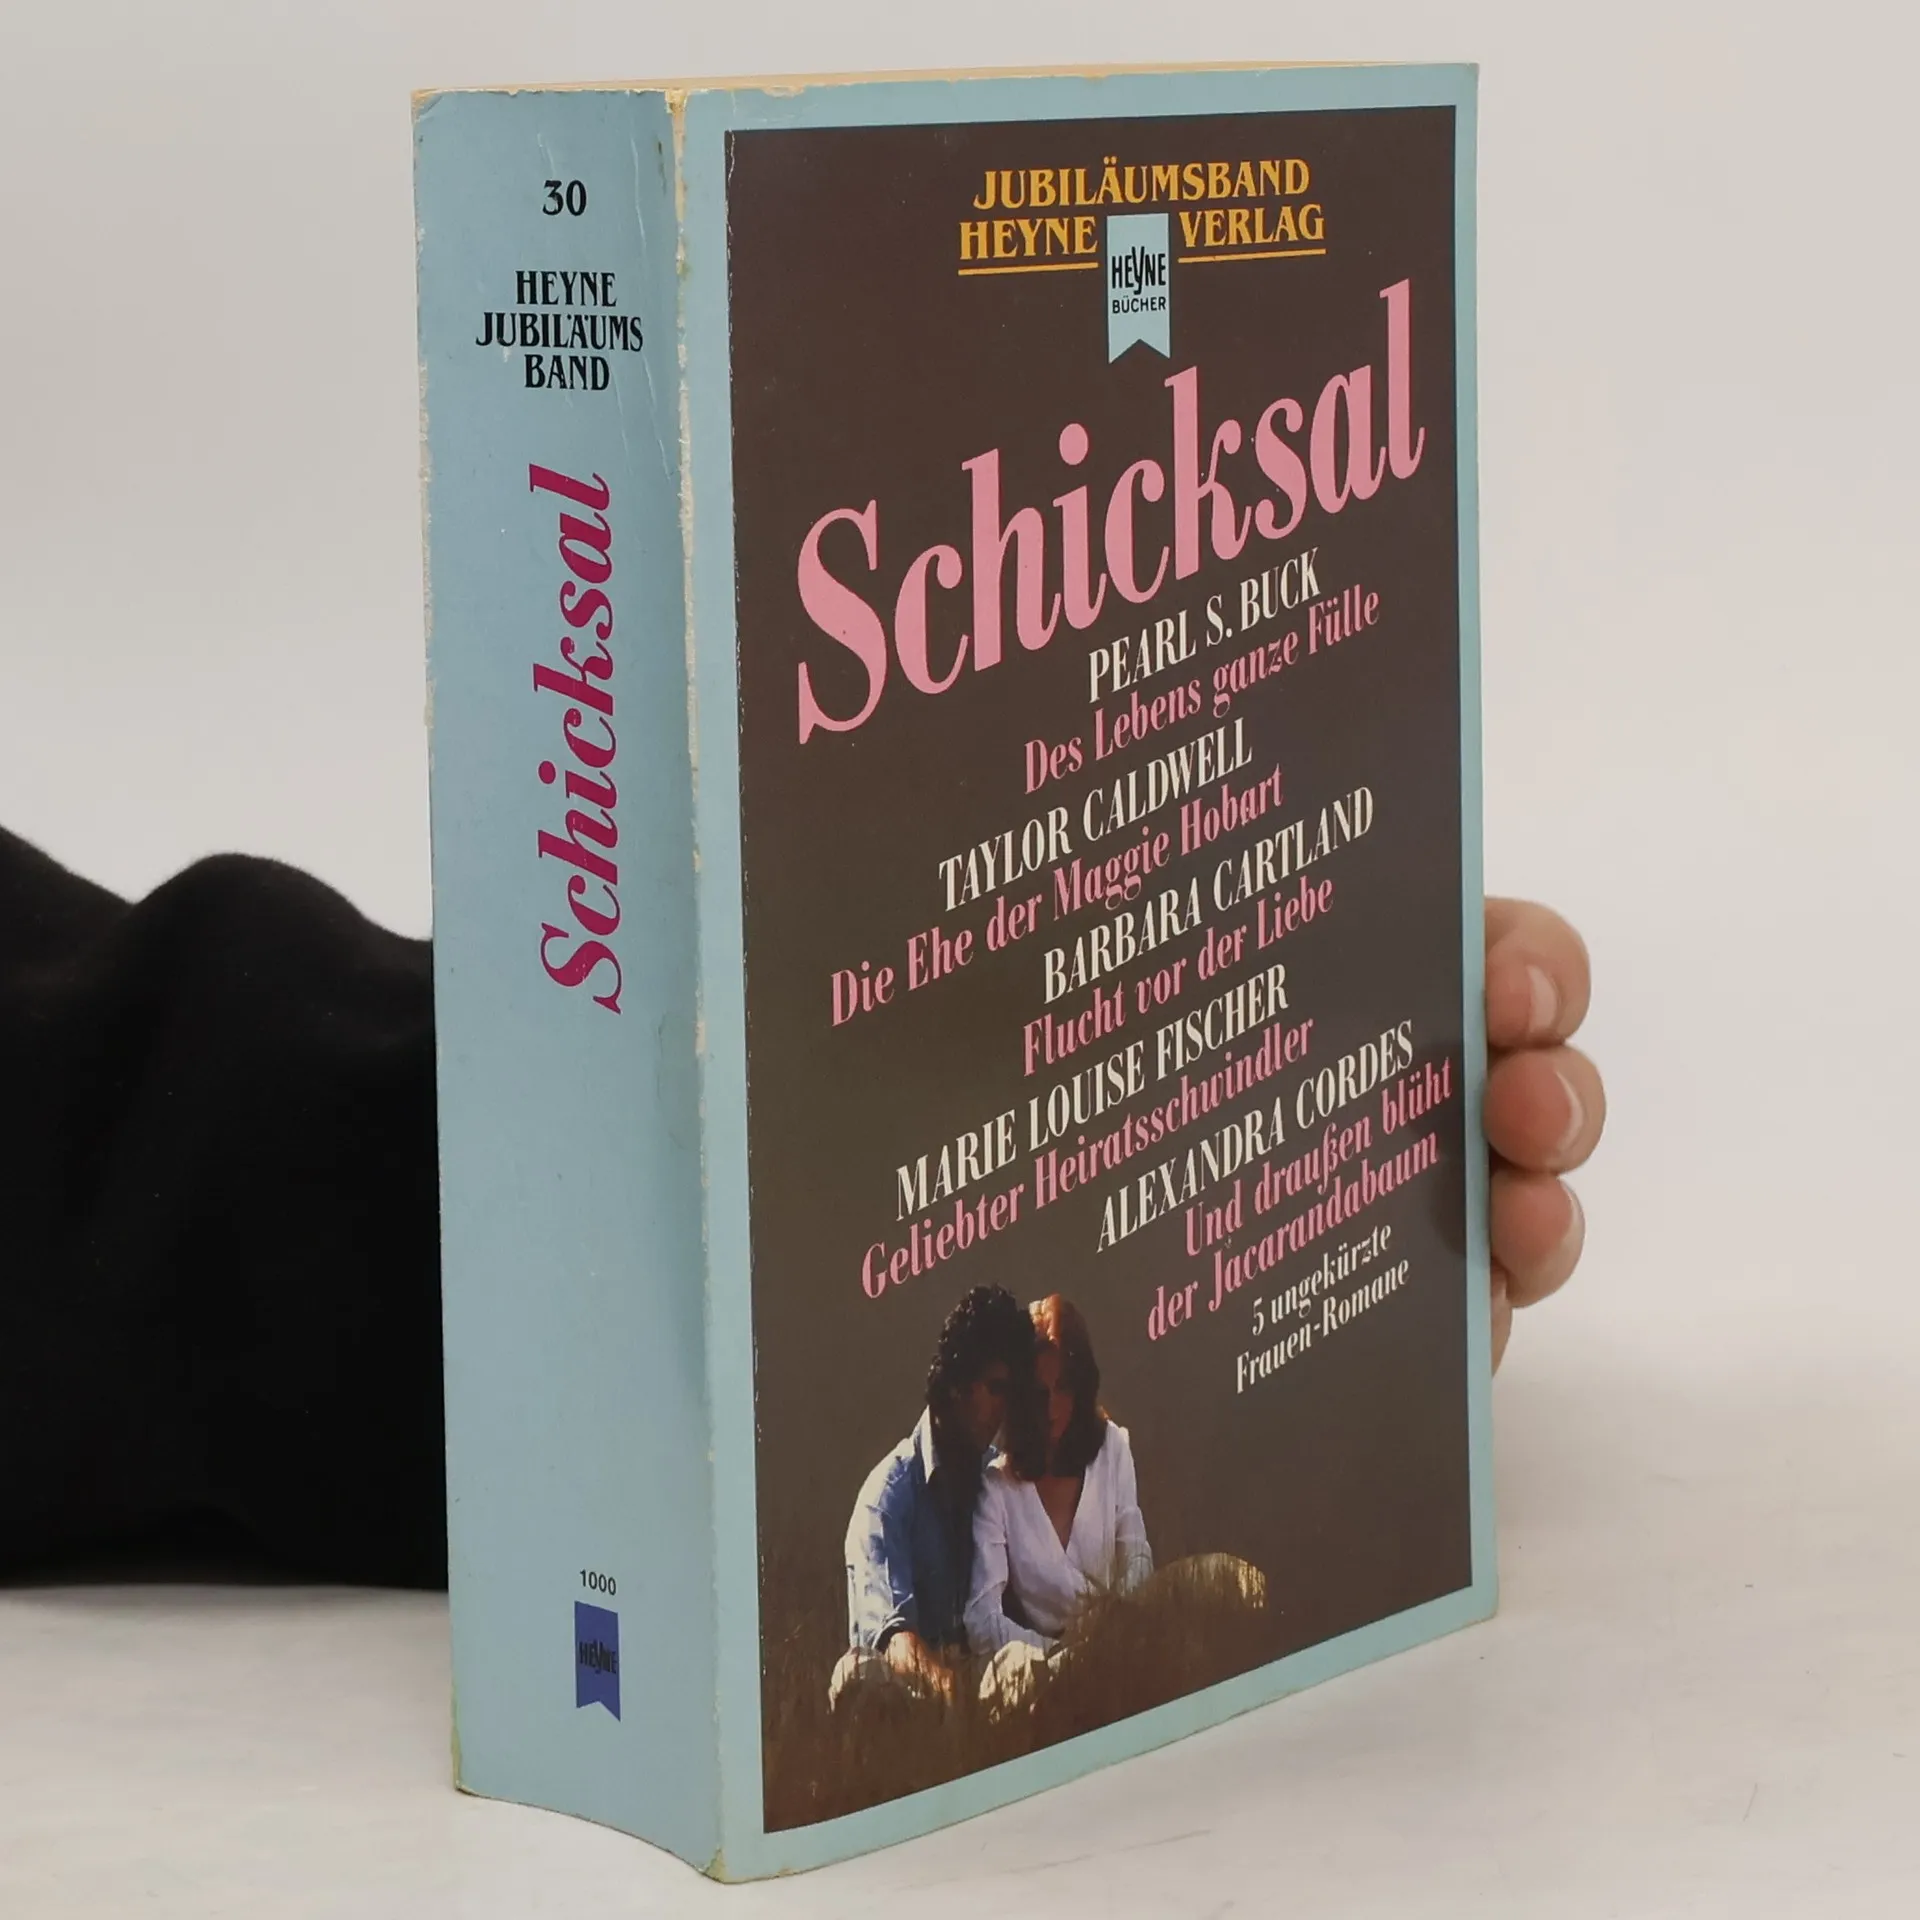 30
HEYNE
JUBILÄUMS
BAND
Schicksal
1000
HEYNE
JUBILÄUMSBAND
HEYNE VERLAG
HEYNE
BÜCHER
Schicksal
PEARL S. BUCK
Des Lebens ganze Fülle
TAYLOR CALDWELL
Die Ehe der Maggie Hobart
BARBARA CARTLAND
Flucht vor der Liebe
MARIE LOUISE FISCHER
Geliebter Heiratsschwindler
ALEXANDRA CORDES
Und draußen blüht
der Jacarandabaum
5 ungekürzte
Frauen-Romane